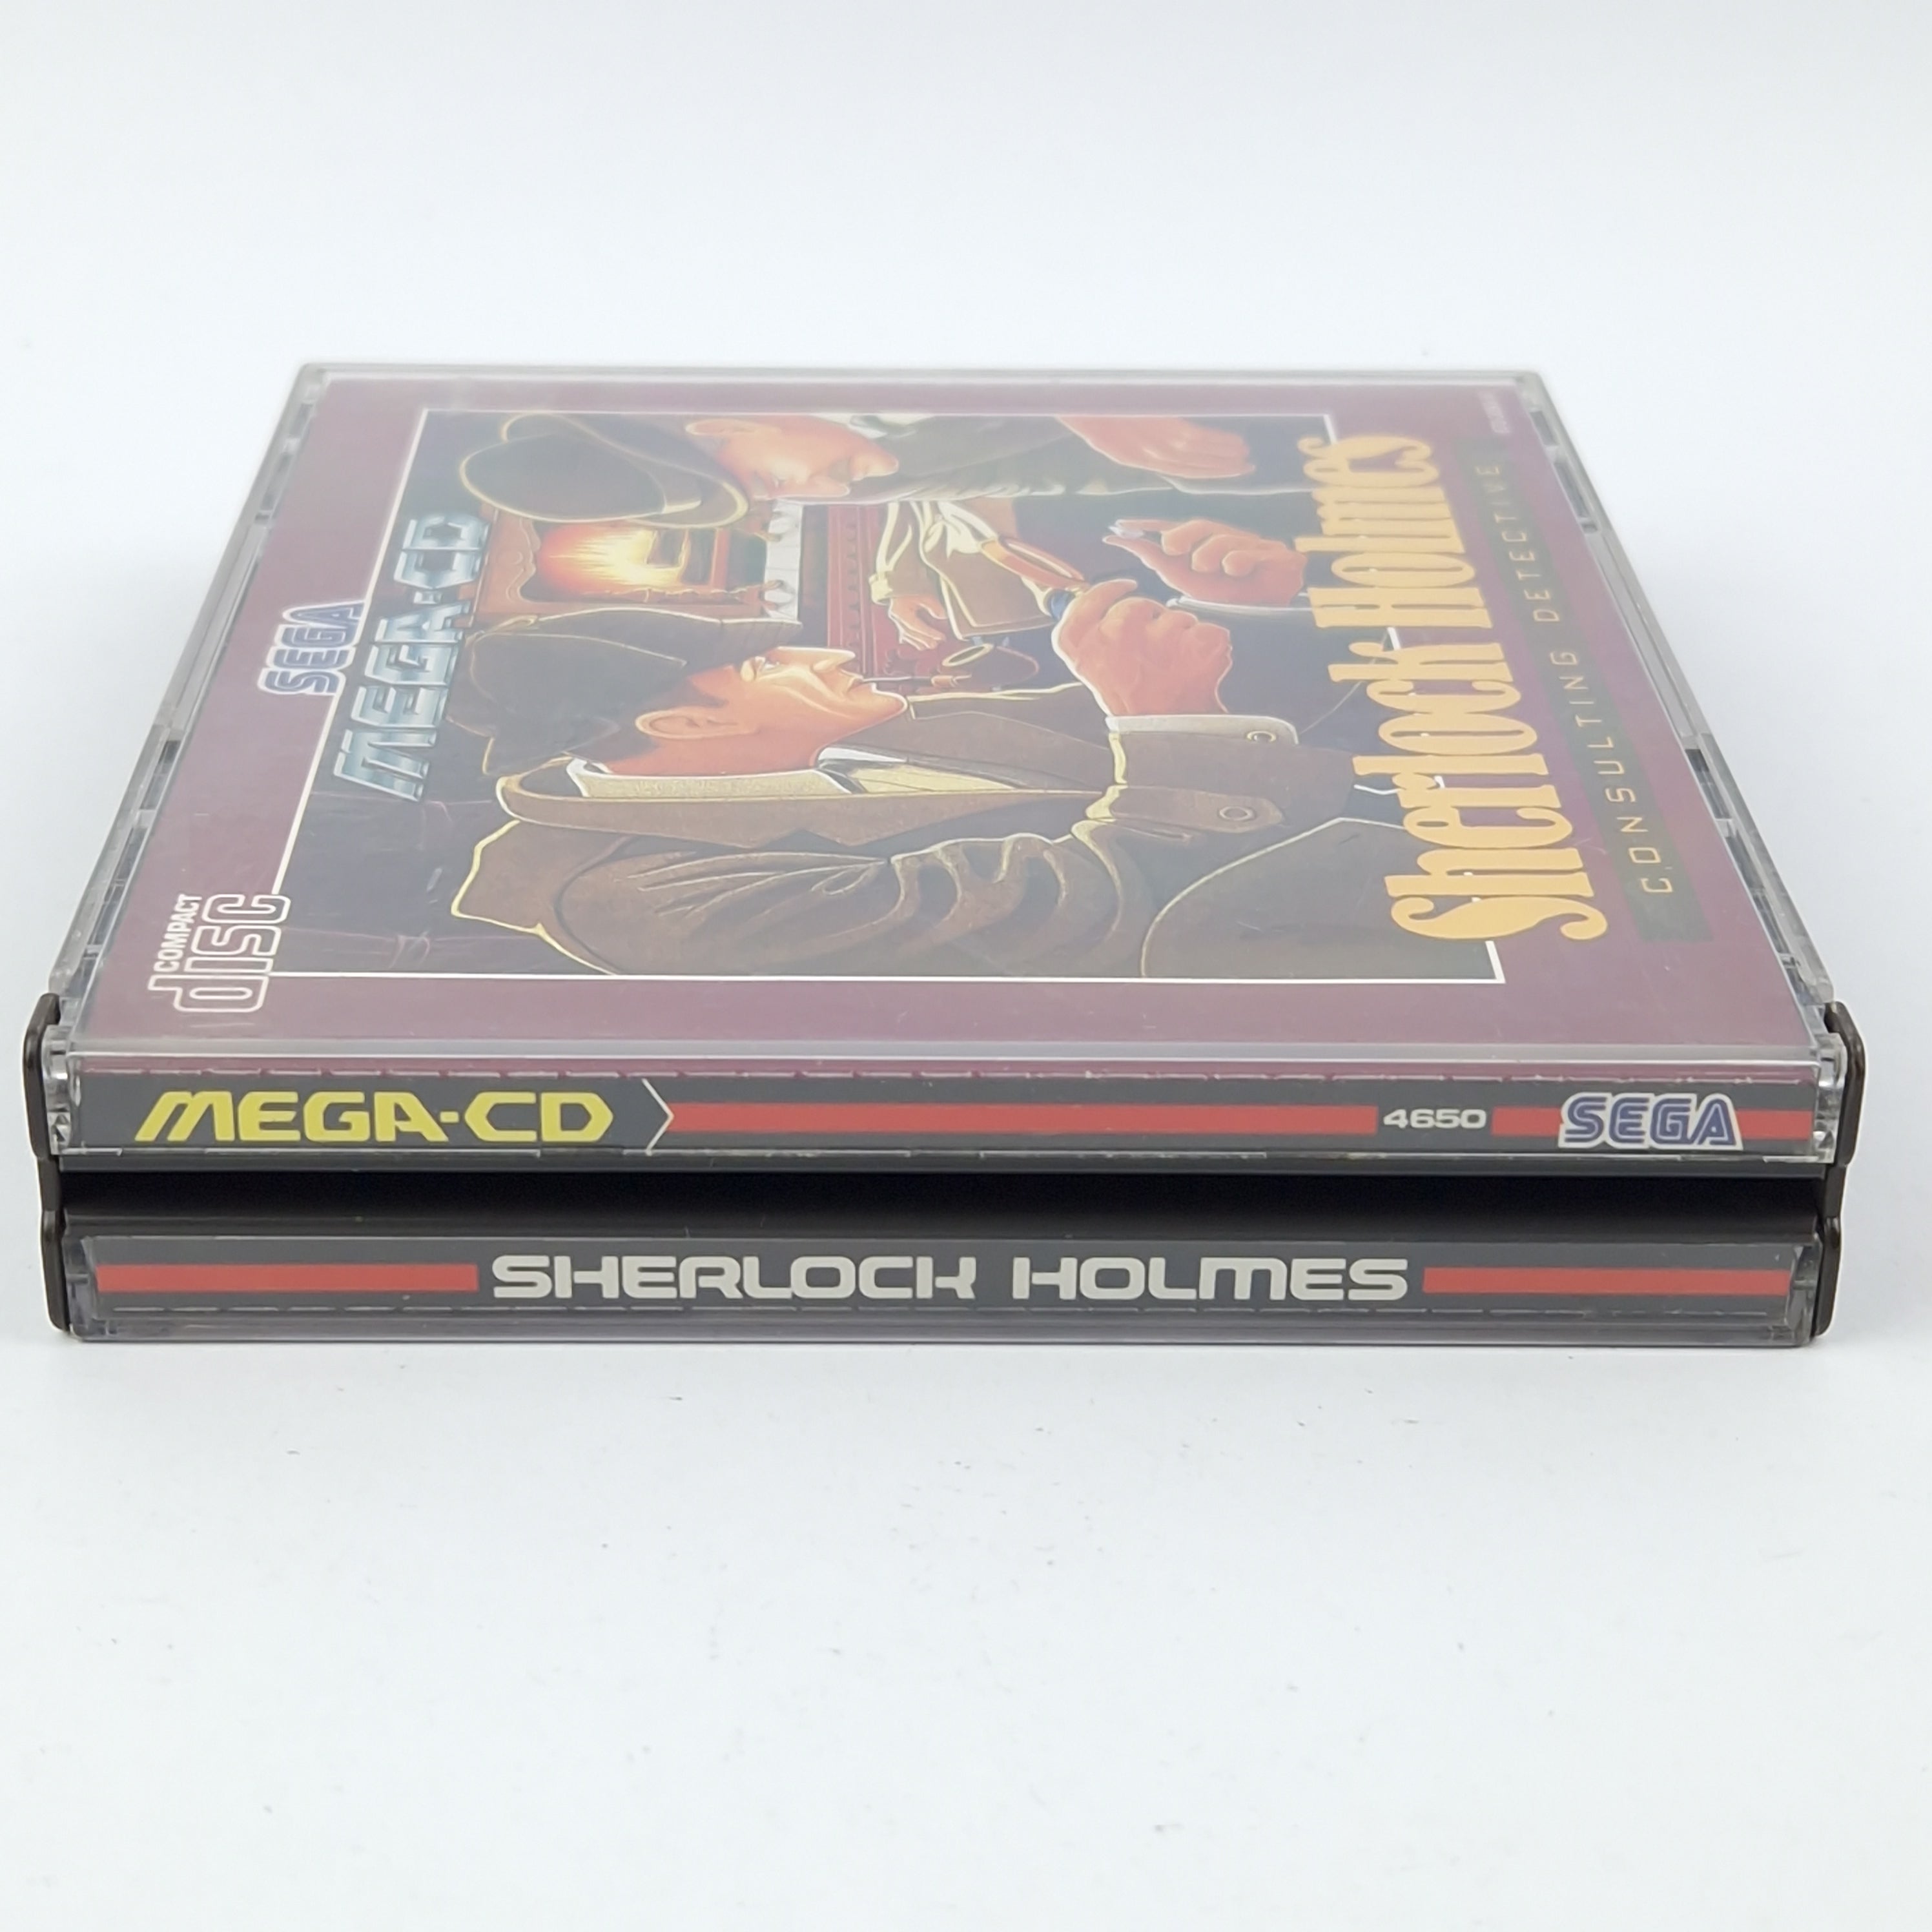 COMPACT
disc
SEGA
MEGA-CD
Sherlock Holmes
CONSULTING DETECTIVE
MEGA-CD
4650
SEGA
SHERLOCK HOLMES